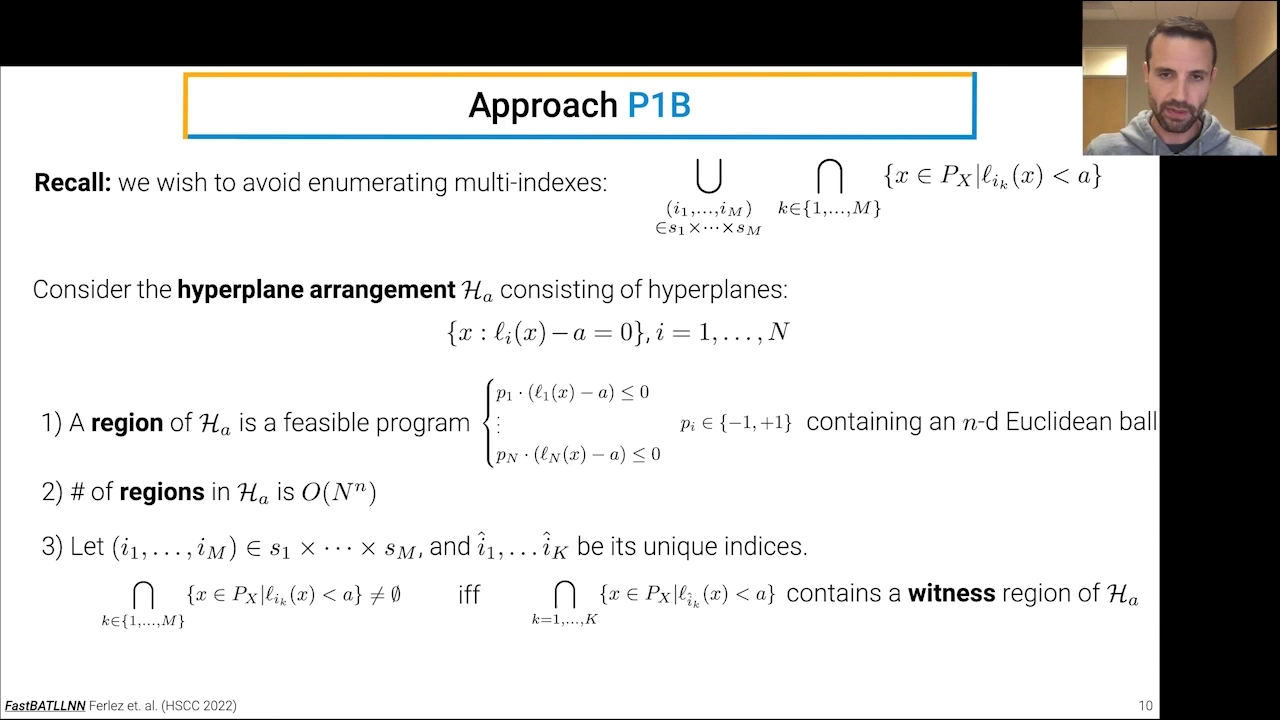 Approach P1B
Recall: we wish to avoid enumerating multi-indexes: ⋃_{(i_1,...,i_M) ∈ s_1×⋯×s_M} ⋂_{k∈{1,...,M}} {x ∈ P_X | ℓ_{i_k}(x) < a}
Consider the hyperplane arrangement ℋ_a consisting of hyperplanes:
{x : ℓ_i(x) − a = 0}, i = 1, . . . , N
1) A region of ℋ_a is a feasible program { p_1 · (ℓ_1(x) − a) ≤ 0 ⋮ p_N · (ℓ_N(x) − a) ≤ 0 p_i ∈ {−1, +1} containing an n-d Euclidean ball
2) # of regions in ℋ_a is O(N^n)
3) Let (i_1, . . . , i_M) ∈ s_1 × ⋯ × s_M, and î_1, . . . î_K be its unique indices.
⋂_{k∈{1,...,M}} {x ∈ P_X | ℓ_{i_k}(x) < a} ≠ ∅ iff ⋂_{k=1,...,K} {x ∈ P_X | ℓ_{î_k}(x) < a} contains a witness region of ℋ_a
FastBATLLNN Ferlez et. al. (HSCC 2022)
10